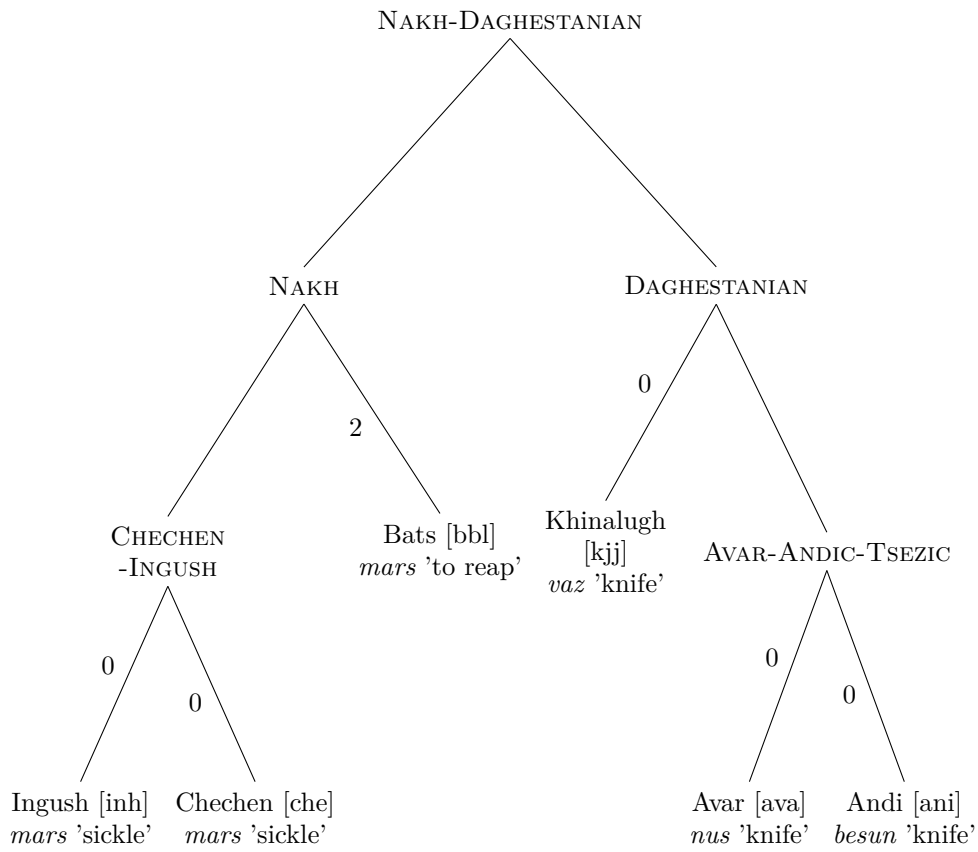 NAKH-DAGHESTANIAN
NAKH
DAGHESTANIAN
0
2
CHECHEN
-INGUSH
Bats [bbl]
mars 'to reap'
Khinalugh
[kjj]
vaz 'knife'
AVAR-ANDIC-TSEZIC
0
0
0
0
Ingush [inh]
mars 'sickle'
Chechen [che]
mars 'sickle'
Avar [ava]
nus 'knife'
Andi [ani]
besun 'knife'